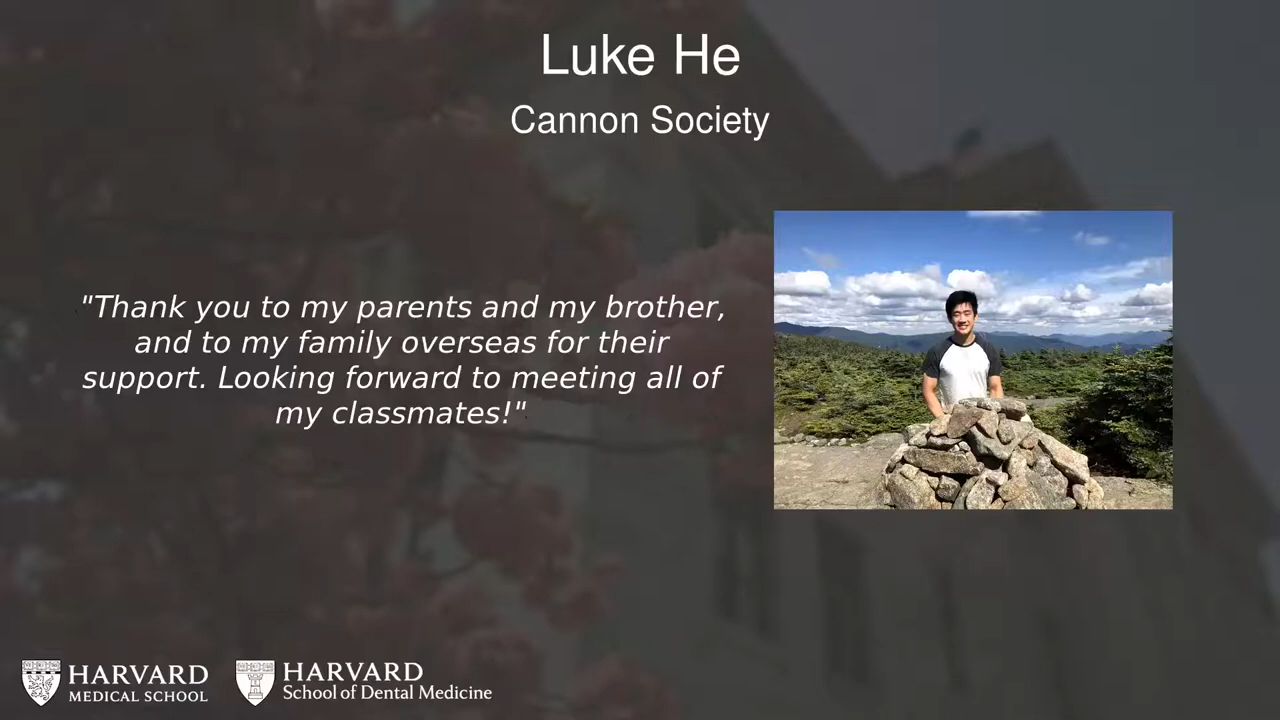 Luke He
Cannon Society
"Thank you to my parents and my brother,
and to my family overseas for their
support. Looking forward to meeting all of
my classmates!"
HARVARD
MEDICAL SCHOOL
HARVARD
School of Dental Medicine